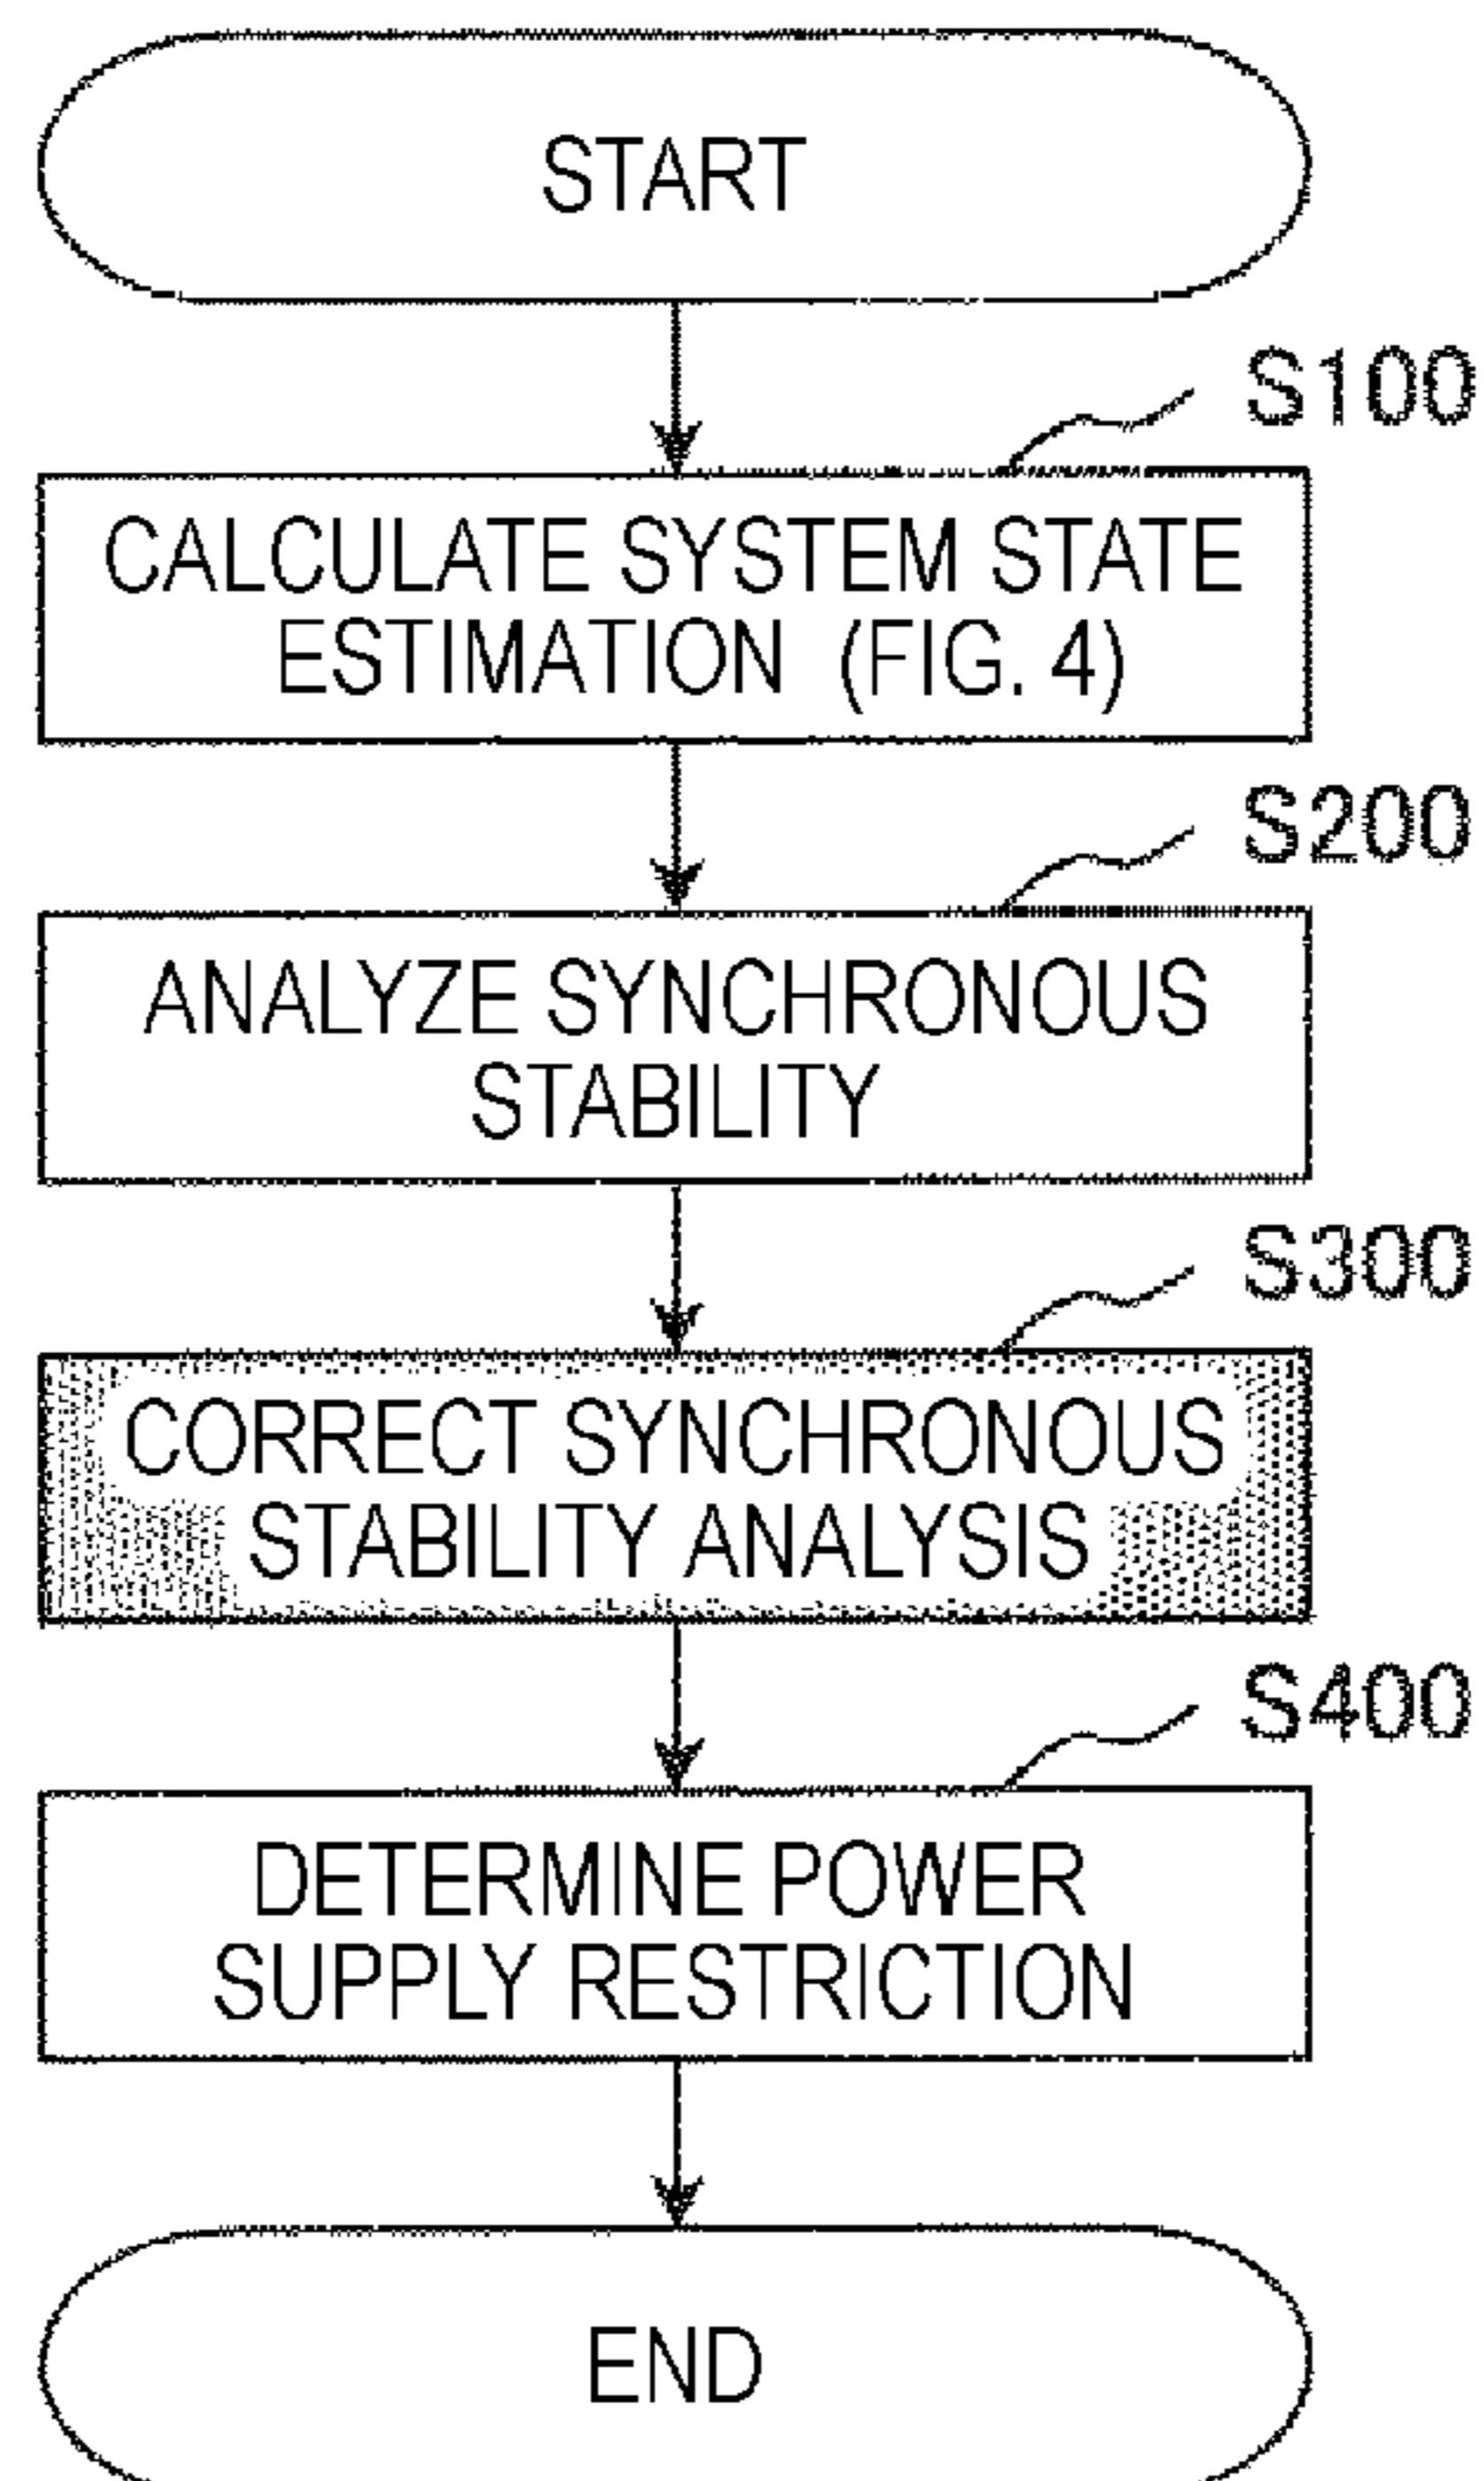 START
S100
CALCULATE SYSTEM STATE
ESTIMATION (FIG. 4)
S200
ANALYZE SYNCHRONOUS
STABILITY
S300
CORRECT SYNCHRONOUS
STABILITY ANALYSIS
S400
DETERMINE POWER
SUPPLY RESTRICTION
END